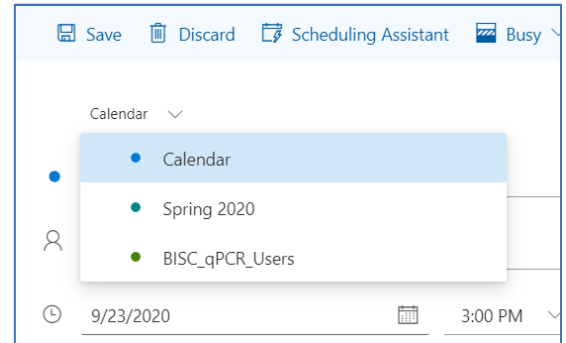 Save Discard Scheduling Assistant Busy
Calendar
Calendar
Spring 2020
BISC_qPCR_Users
9/23/2020 3:00 PM